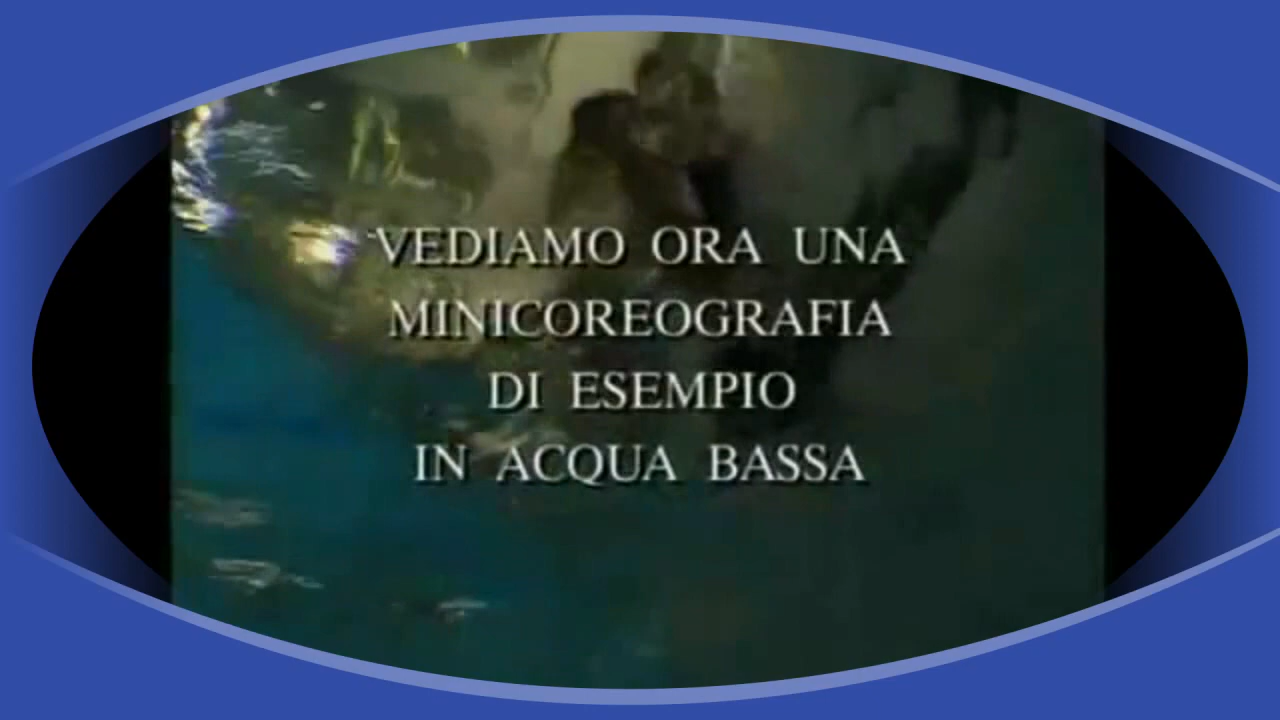 VEDIAMO ORA UNA
MINICOREOGRAFIA
DI ESEMPIO
IN ACQUA BASSA